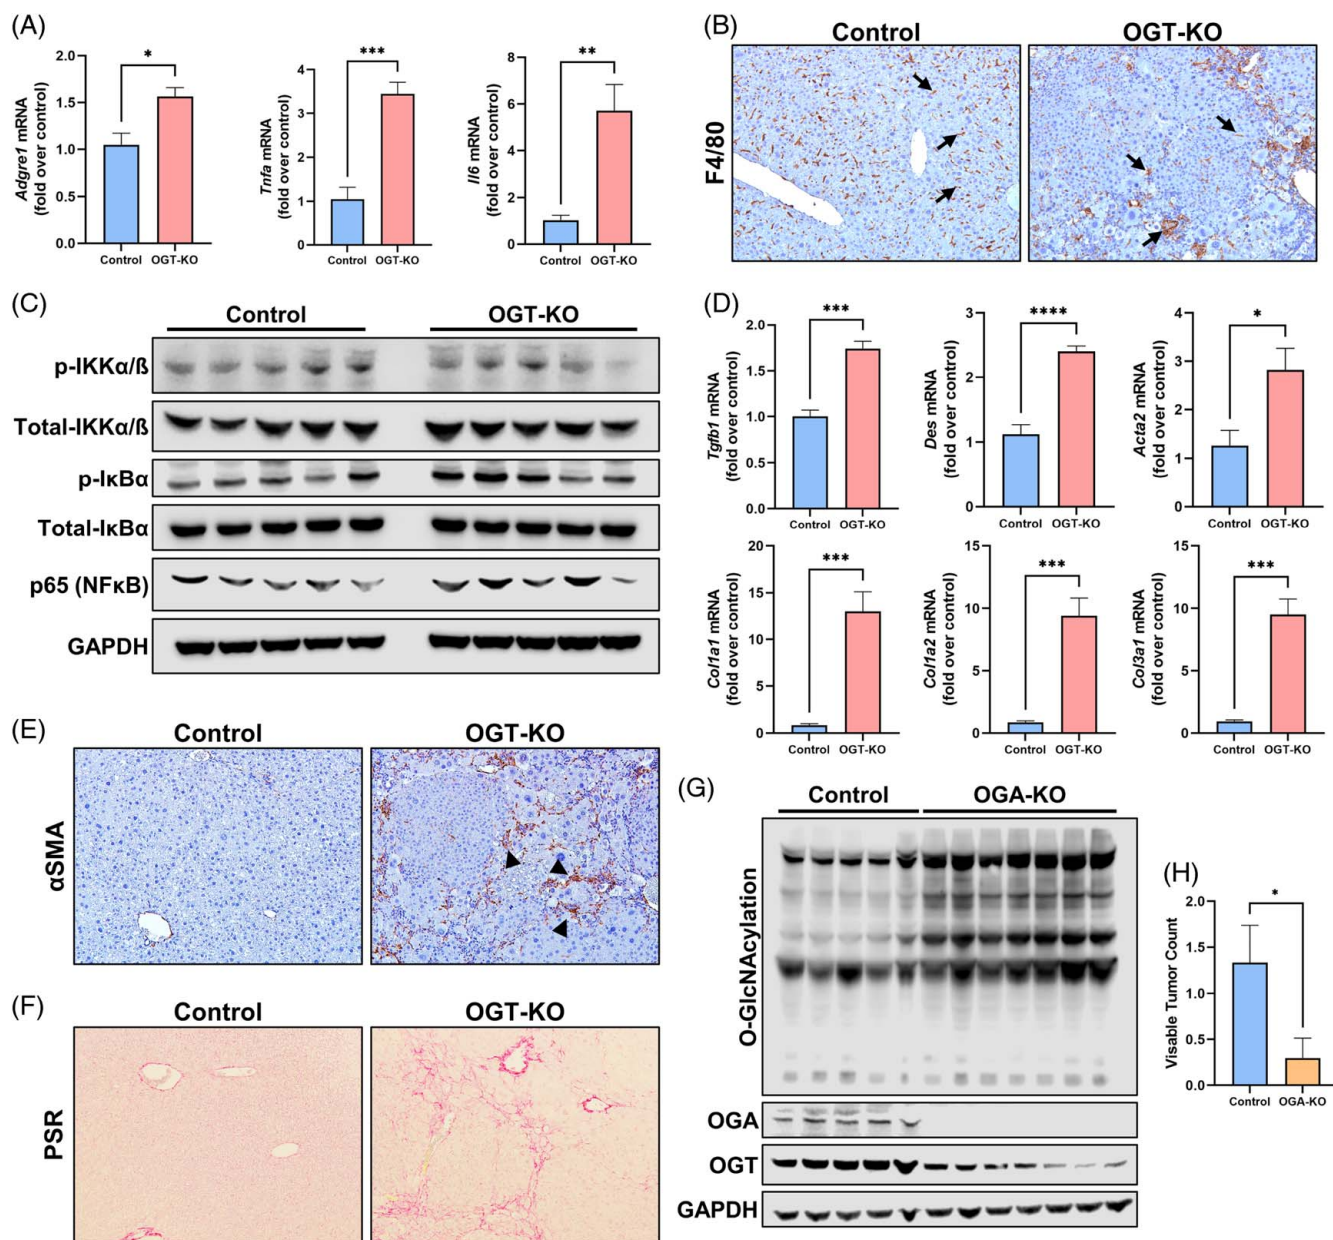 (A)
2.0
1.5
1.0
0.5
0.0
Adgre1 mRNA
(fold over control)
*
Control
OGT-KO
4
3
2
1
0
Tnfa mRNA
(fold over control)
***
Control
OGT-KO
8
6
4
2
0
Il6 mRNA
(fold over control)
**
Control
OGT-KO
(B)
Control
OGT-KO
F4/80
(C)
Control
OGT-KO
p-IKKα/ß
Total-IKKα/ß
p-IκBα
Total-IκBα
p65 (NFκB)
GAPDH
(D)
2.0
1.5
1.0
0.5
0.0
Tgfb1 mRNA
(fold over control)
***
Control
OGT-KO
3
2
1
0
Des mRNA
(fold over control)
****
Control
OGT-KO
4
3
2
1
0
Acta2 mRNA
(fold over control)
*
Control
OGT-KO
20
15
10
5
0
Col1a1 mRNA
(fold over control)
***
Control
OGT-KO
15
10
5
0
Col1a2 mRNA
(fold over control)
***
Control
OGT-KO
15
10
5
0
Col3a1 mRNA
(fold over control)
***
Control
OGT-KO
(E)
Control
OGT-KO
αSMA
(F)
Control
OGT-KO
PSR
(G)
Control
OGA-KO
O-GlcNAcylation
OGA
OGT
GAPDH
(H)
2.0
1.5
1.0
0.5
0.0
Visable Tumor Count
*
Control
OGA-KO